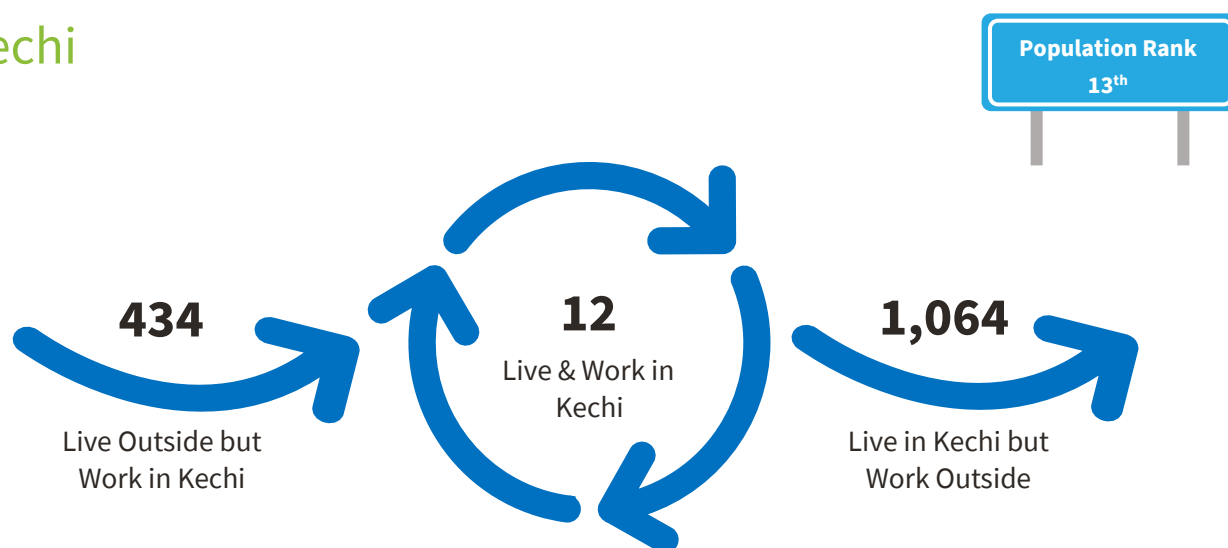 echi
Population Rank
13th
434
Live Outside but
Work in Kechi
12
Live & Work in
Kechi
1,064
Live in Kechi but
Work Outside